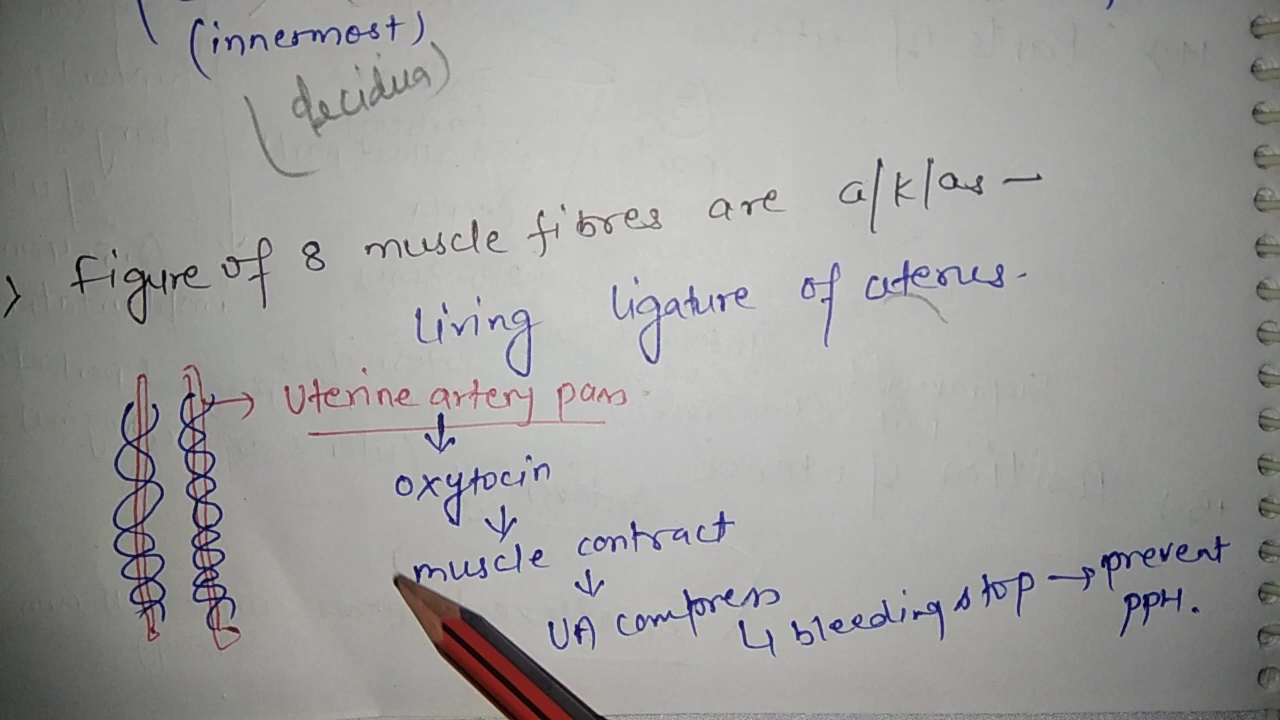 (innermost)
(decidua)
> Figure of 8 muscle fibres are a/k/as -
Living ligature of uterus.
→ Uterine artery pass
↓
oxytocin
↓
muscle contract
↓
UA compress
↳ bleeding stop → prevent
PPH.